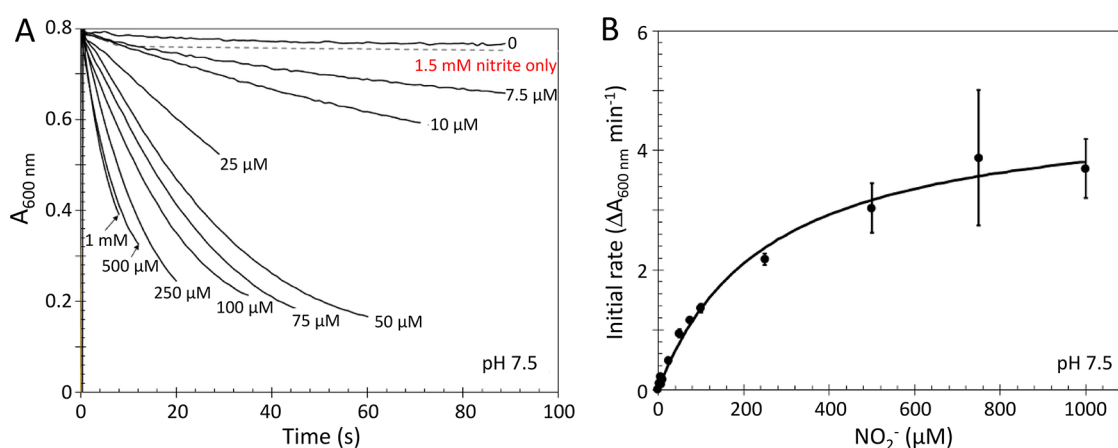 A
A600 nm
0.8
0.6
0.4
0.2
0
0
1.5 mM nitrite only
7.5 µM
10 µM
25 µM
1 mM
500 µM
250 µM
100 µM
75 µM
50 µM
pH 7.5
0 20 40 60 80 100
Time (s)
B
Initial rate (ΔA600 nm min-1)
6
4
2
0
pH 7.5
0 200 400 600 800 1000
NO2- (µM)